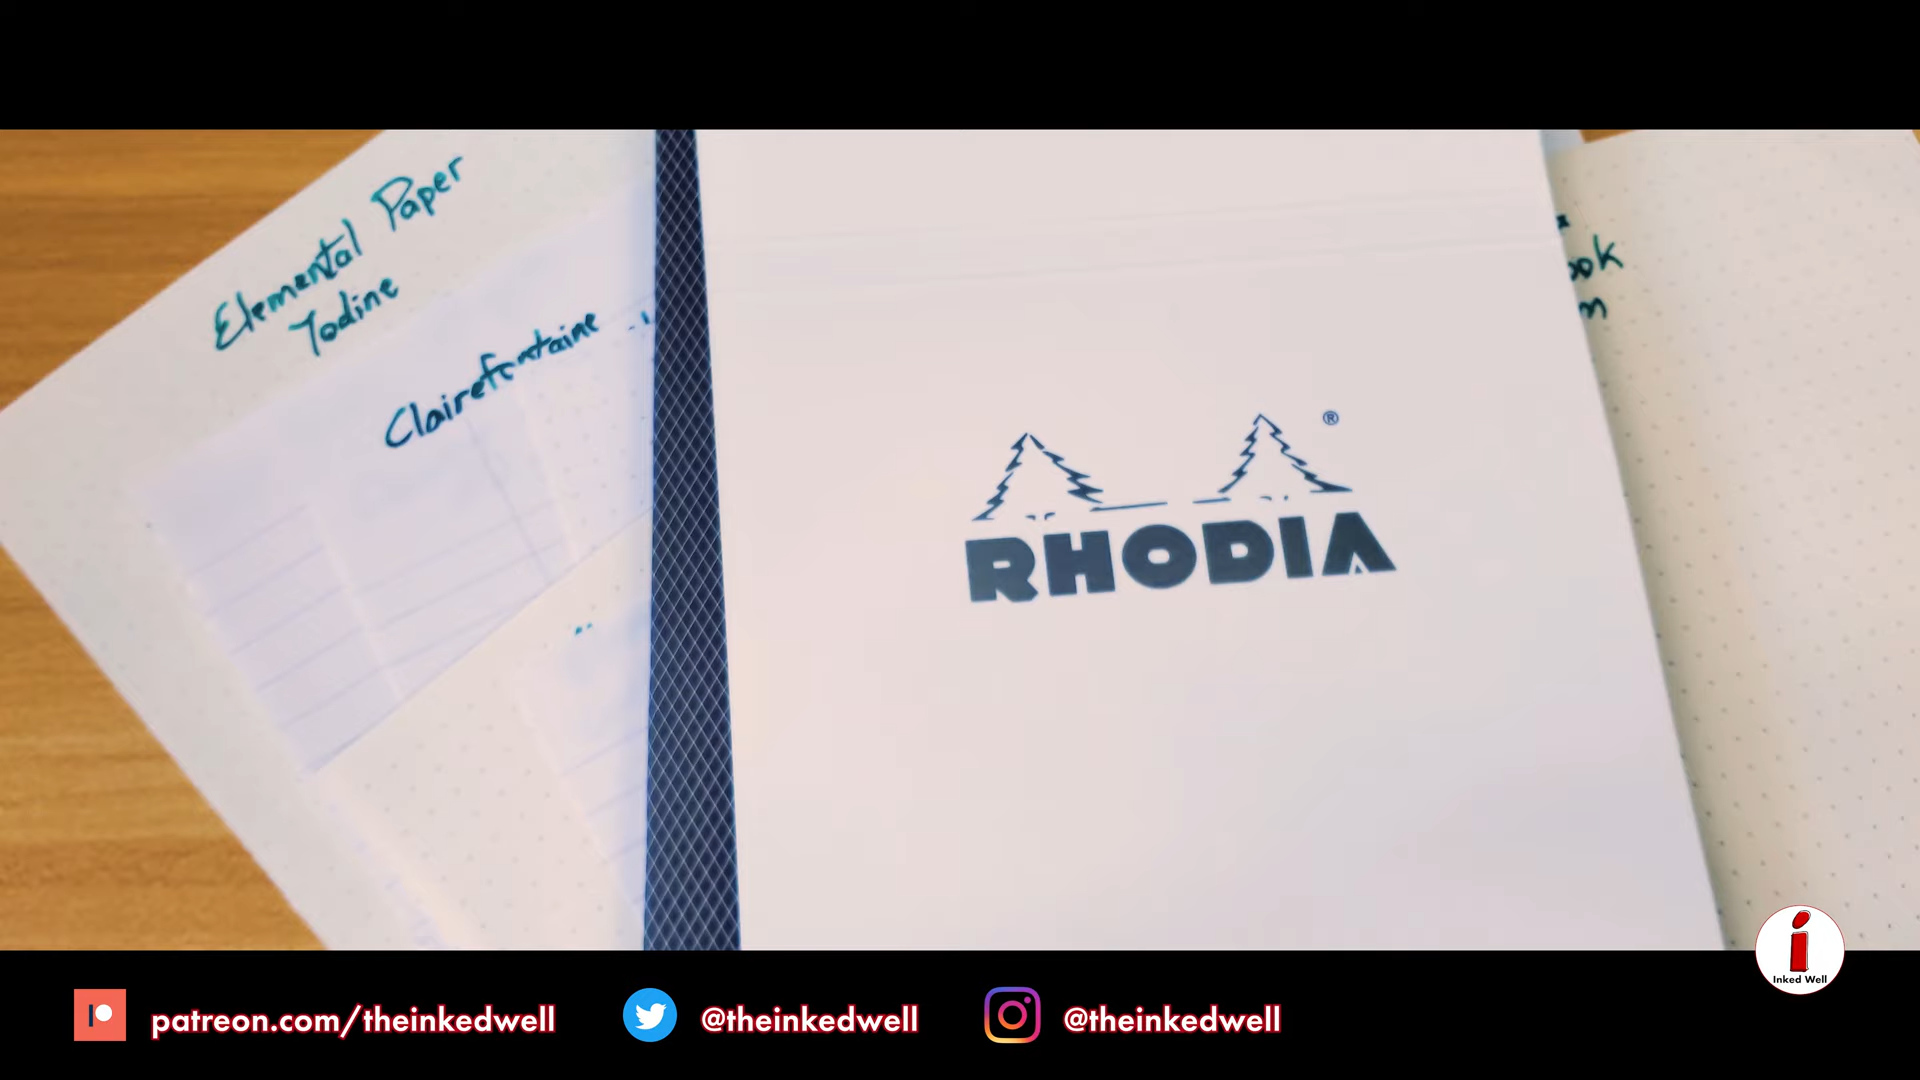 Elemental Paper
Iodine
Clairefontaine
®
RHODIA
Inked Well
patreon.com/theinkedwell
@theinkedwell
@theinkedwell